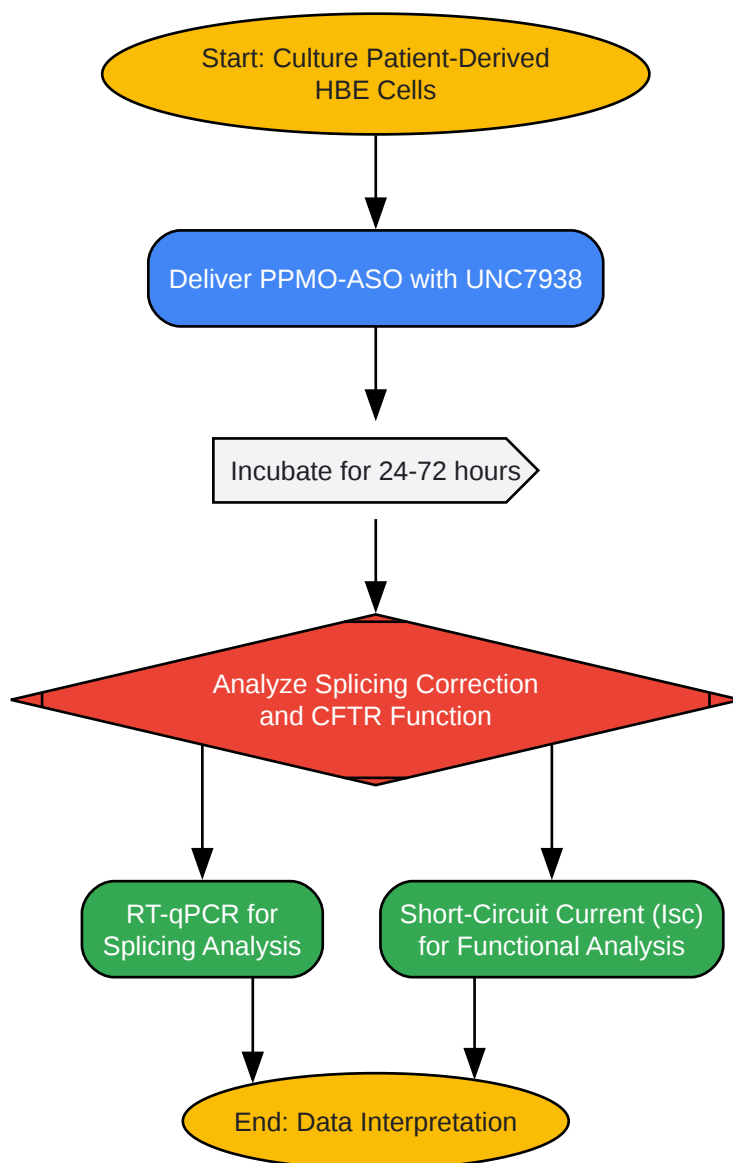 Start: Culture Patient-Derived
HBE Cells
Deliver PPMO-ASO with UNC7938
Incubate for 24-72 hours
Analyze Splicing Correction
and CFTR Function
RT-qPCR for
Splicing Analysis
Short-Circuit Current (Isc)
for Functional Analysis
End: Data Interpretation